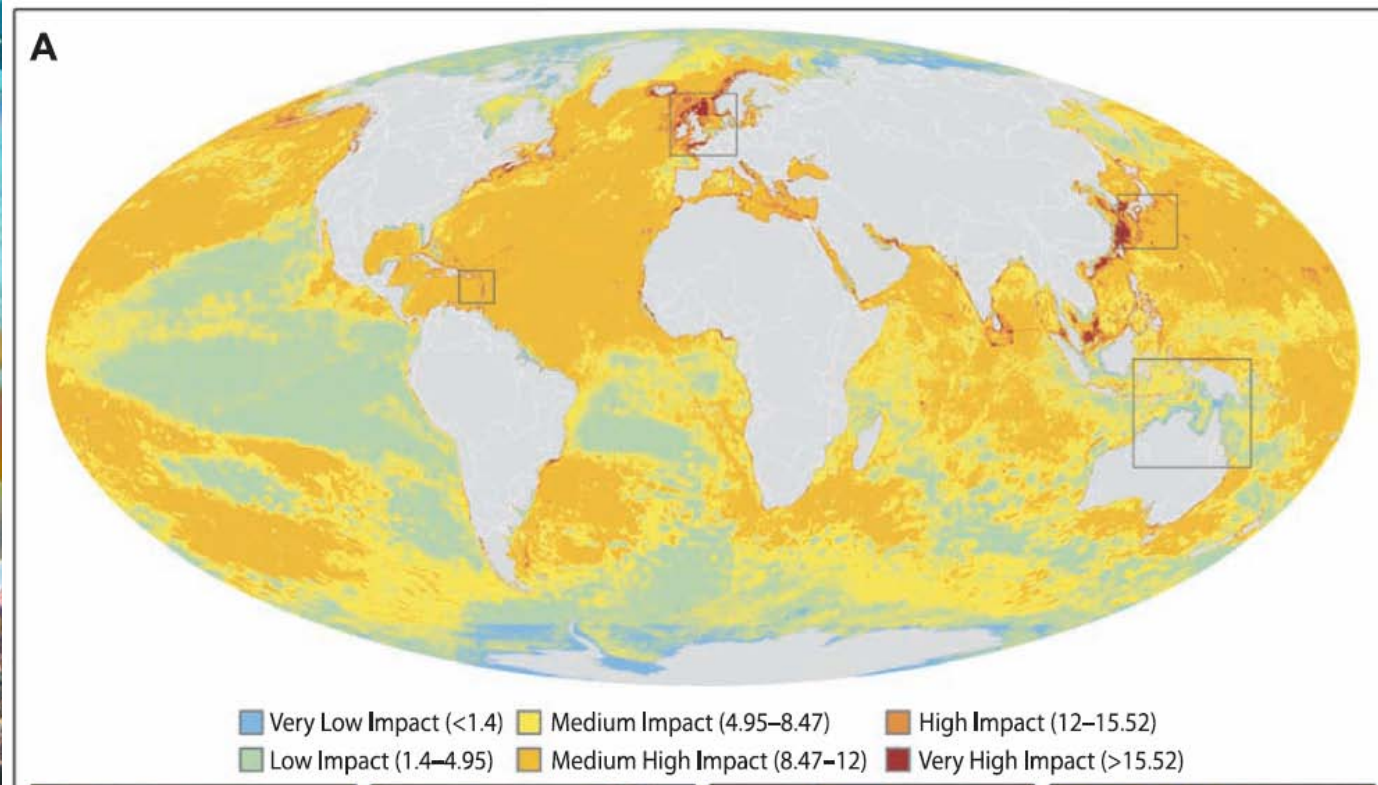 A
Very Low Impact (<1.4) Medium Impact (4.95–8.47) High Impact (12–15.52)
Low Impact (1.4–4.95) Medium High Impact (8.47–12) Very High Impact (>15.52)